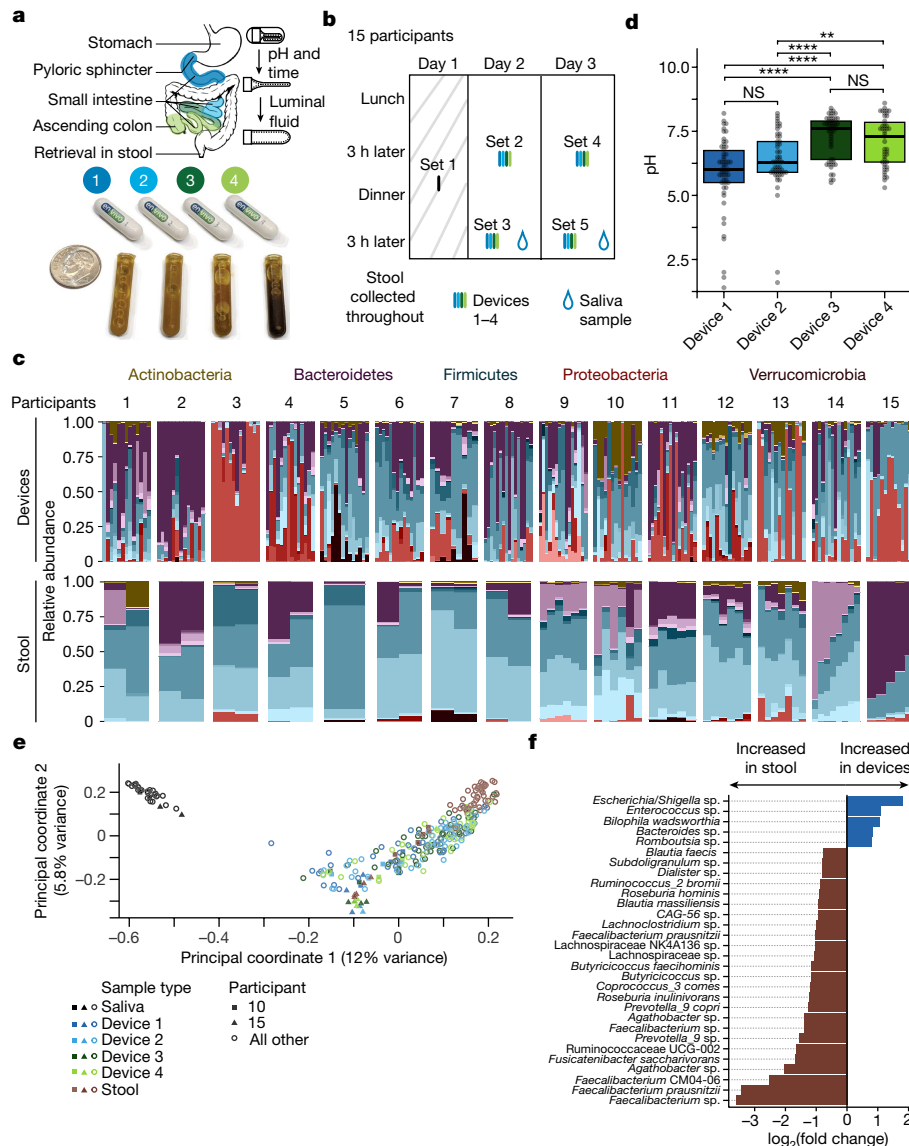 a
Stomach
Pyloric sphincter
Small intestine
Ascending colon
Retrieval in stool
pH and
time
Luminal
fluid
1 2 3 4
envivo envivo envivo envivo
b
15 participants
Day 1 Day 2 Day 3
Lunch
3 h later
Dinner
3 h later
Set 1
Set 2 Set 4
Set 3 Set 5
Stool
collected
throughout
Devices
1–4
Saliva
sample
d
pH
10.0
7.5
5.0
2.5
**
****
****
****
NS NS
Device 1 Device 2 Device 3 Device 4
c
Actinobacteria Bacteroidetes Firmicutes Proteobacteria Verrucomicrobia
Participants 1 2 3 4 5 6 7 8 9 10 11 12 13 14 15
Devices
Stool
Relative abundance
1.00
0.75
0.50
0.25
0
1.00
0.75
0.50
0.25
0
e
Principal coordinate 2
(5.8% variance)
0.2
0
−0.2
−0.6 −0.4 −0.2 0 0.2
Principal coordinate 1 (12% variance)
Sample type Participant
Saliva 10
Device 1 15
Device 2 All other
Device 3
Device 4
Stool
f
Increased
in stool
Increased
in devices
Escherichia/Shigella sp.
Enterococcus sp.
Bilophila wadsworthia
Bacteroides sp.
Romboutsia sp.
Blautia faecis
Subdoligranulum sp.
Dialister sp.
Ruminococcus_2 bromii
Roseburia hominis
Blautia massiliensis
CAG-56 sp.
Lachnoclostridium sp.
Faecalibacterium prausnitzii
Lachnospiraceae NK4A136 sp.
Lachnospiraceae sp.
Butyricicoccus faecihominis
Butyricicoccus sp.
Coprococcus_3 comes
Roseburia inulinivorans
Prevotella_9 copri
Agathobacter sp.
Faecalibacterium sp.
Prevotella_9 sp.
Ruminococcaceae UCG-002
Fusicatenibacter saccharivorans
Agathobacter sp.
Faecalibacterium CM04-06
Faecalibacterium prausnitzii
Faecalibacterium sp.
−3 −2 −1 0 1 2
log2(fold change)